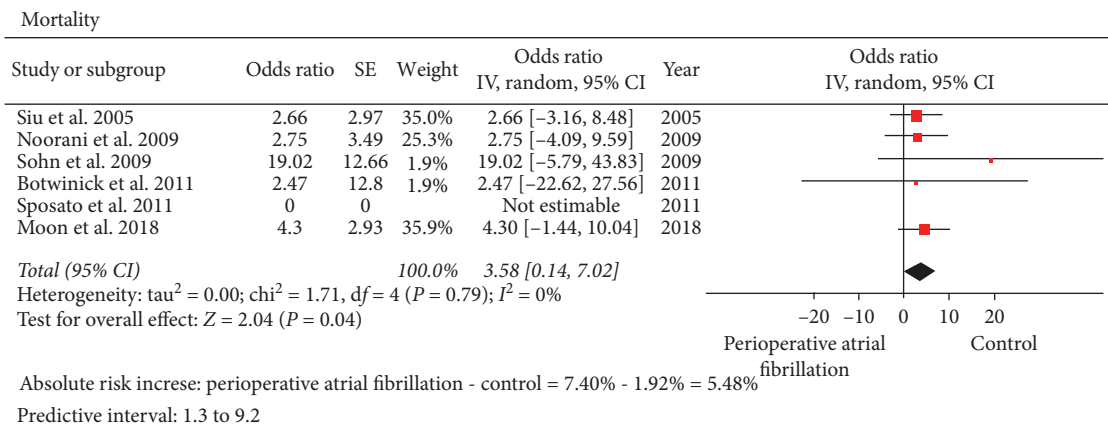 Mortality
Study or subgroup Odds ratio SE Weight Odds ratio IV, random, 95% CI Year Odds ratio IV, random, 95% CI
Siu et al. 2005 2.66 2.97 35.0% 2.66 [–3.16, 8.48] 2005
Noorani et al. 2009 2.75 3.49 25.3% 2.75 [–4.09, 9.59] 2009
Sohn et al. 2009 19.02 12.66 1.9% 19.02 [–5.79, 43.83] 2009
Botwinick et al. 2011 2.47 12.8 1.9% 2.47 [–22.62, 27.56] 2011
Sposato et al. 2011 0 0 Not estimable 2011
Moon et al. 2018 4.3 2.93 35.9% 4.30 [–1.44, 10.04] 2018
Total (95% CI) 100.0% 3.58 [0.14, 7.02]
Heterogeneity: tau² = 0.00; chi² = 1.71, df = 4 (P = 0.79); I² = 0%
Test for overall effect: Z = 2.04 (P = 0.04)
–20 –10 0 10 20
Perioperative atrial fibrillation Control
Absolute risk increse: perioperative atrial fibrillation - control = 7.40% - 1.92% = 5.48%
Predictive interval: 1.3 to 9.2